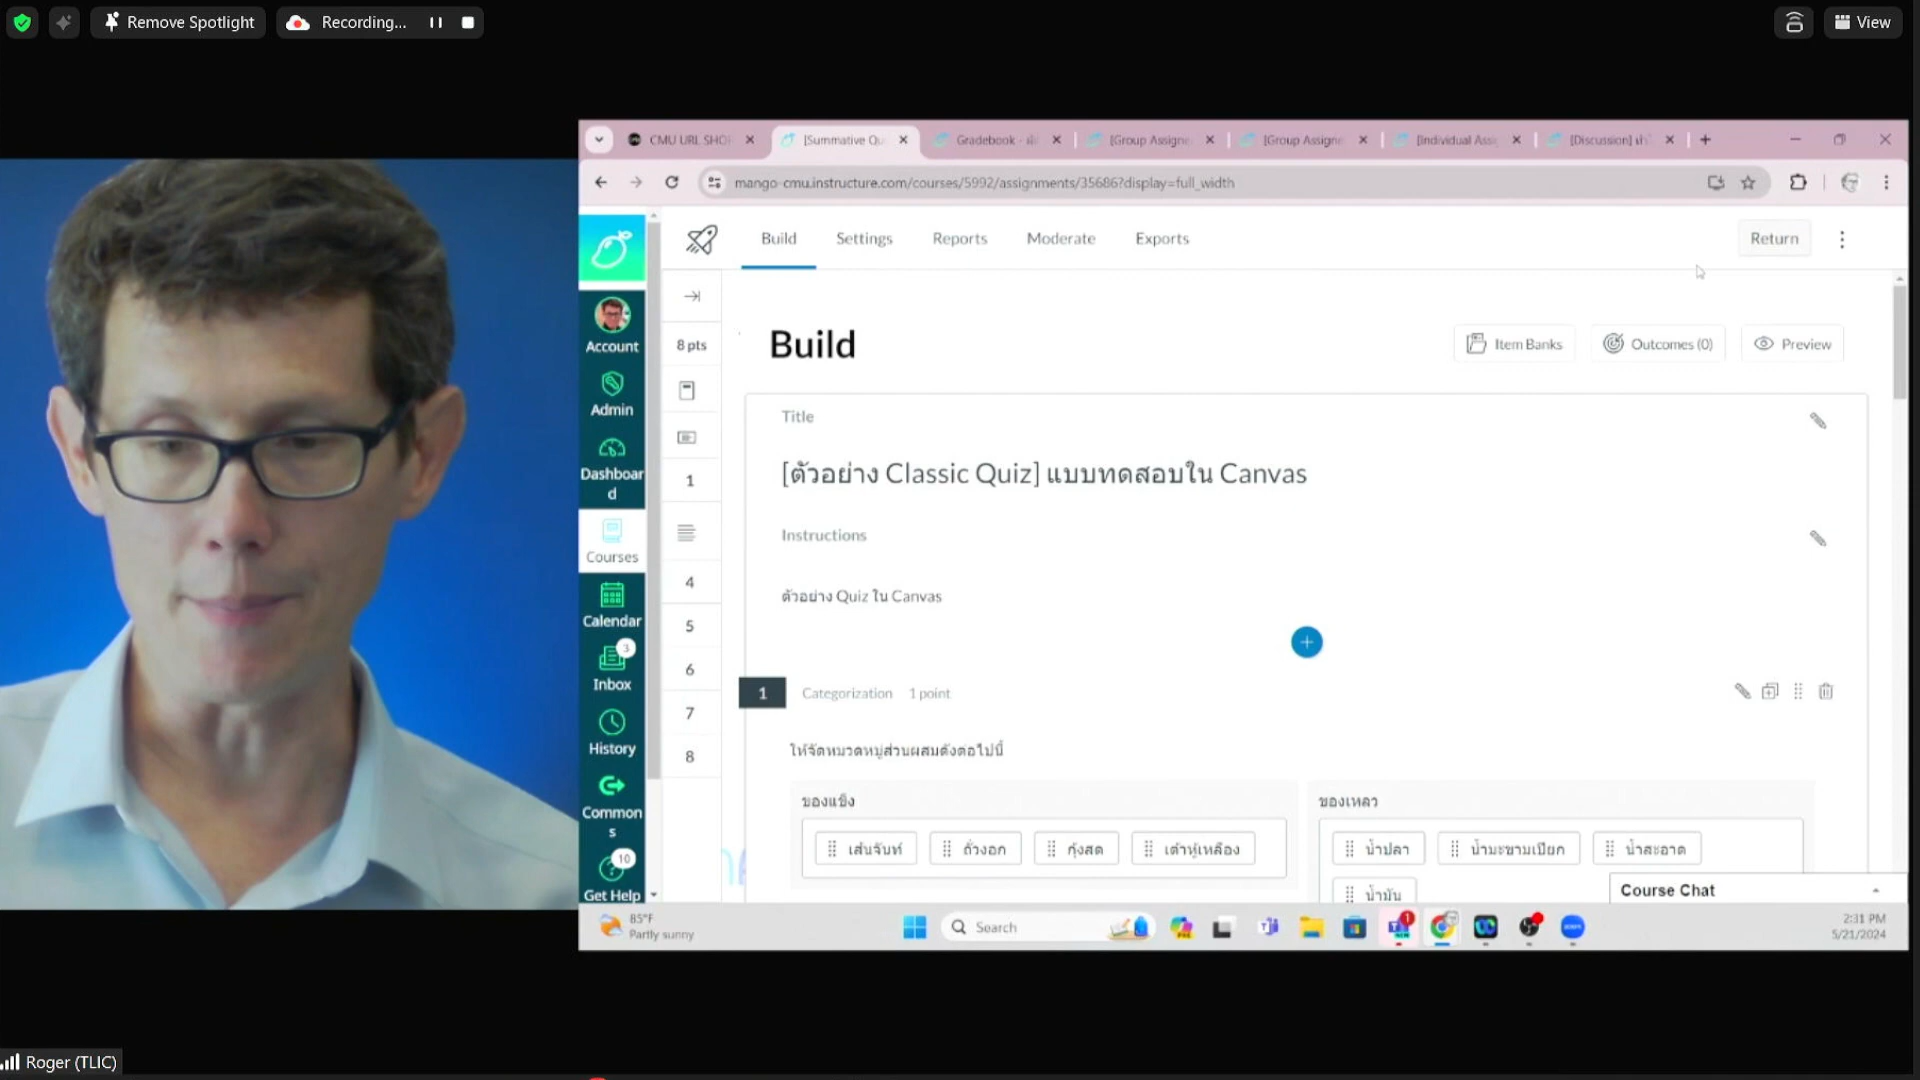 Remove Spotlight
Recording...
View
CMU URL SHO
[Summative Qu
Gradebook
[Group Assigne
[Group Assigne
[Individual Assi
[Discussion]
mango-cmu.instructure.com/courses/5992/assignments/35686?display=full_width
Build
Settings
Reports
Moderate
Exports
Return
Account
Admin
Dashboar
d
Courses
Calendar
3
Inbox
History
Common
s
10
Get Help
8 pts
1
4
5
6
7
8
Build
Item Banks
Outcomes (0)
Preview
Title
[ตัวอย่าง Classic Quiz] แบบทดสอบใน Canvas
Instructions
ตัวอย่าง Quiz ใน Canvas
1 Categorization 1 point
ให้จัดหมวดหมู่ส่วนผสมดังต่อไปนี้
ของแข็ง
เส้นจันท์
ถั่วงอก
กุ้งสด
เต้าหู้เหลือง
ของเหลว
น้ำปลา
น้ำมะขามเปียก
น้ำสะอาด
น้ำมัน
Course Chat
85°F
Partly sunny
Search
1
2:31 PM
5/21/2024
Roger (TLIC)